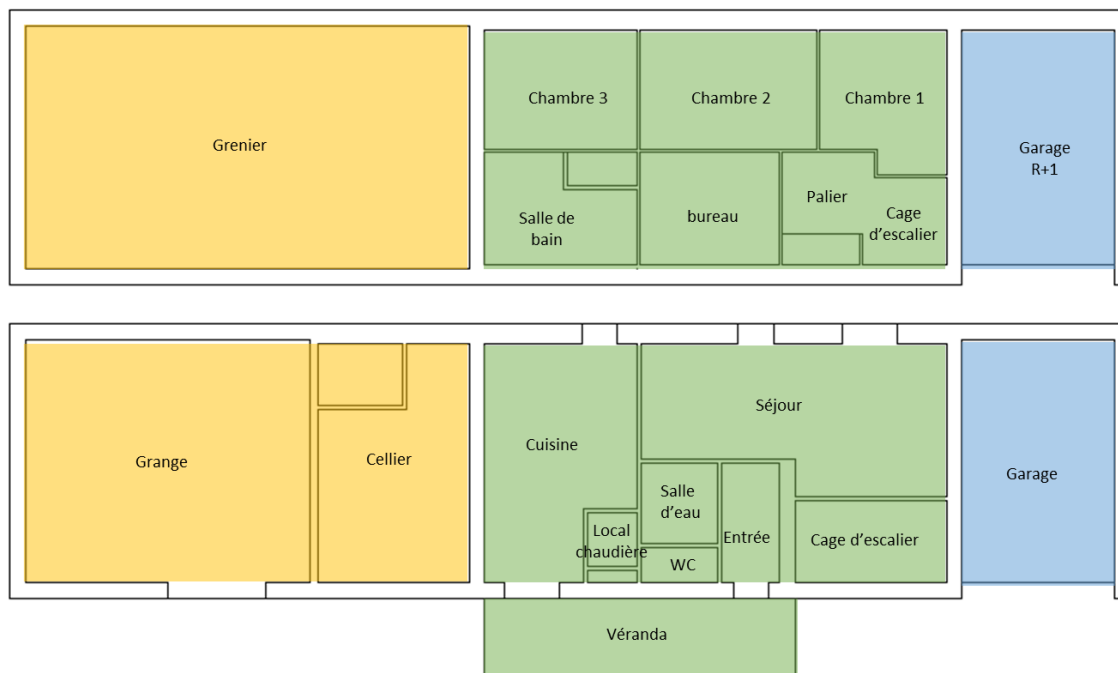 Grenier
Chambre 3
Chambre 2
Chambre 1
Garage
R+1
Salle de
bain
bureau
Palier
Cage
d’escalier
Grange
Cellier
Cuisine
Séjour
Garage
Salle
d’eau
Local
chaudière
Entrée
WC
Cage d’escalier
Véranda